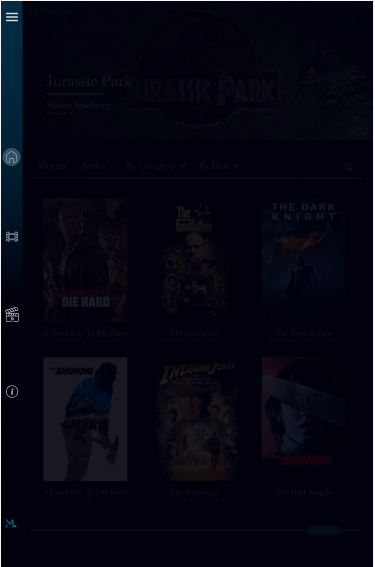 JURASSIC PARK
Jurassic Park
Steven Spielberg
Movies Series By Category By Date
DIE HARD
The Godfather
THE DARK KNIGHT
A Good Day To Die Hard
The Godfather
The Dark Knight
THE SHINING
INDIANA JONES
THE SHINING
A Good Day To Die Hard
The Godfather
The Dark Knight
i
M.